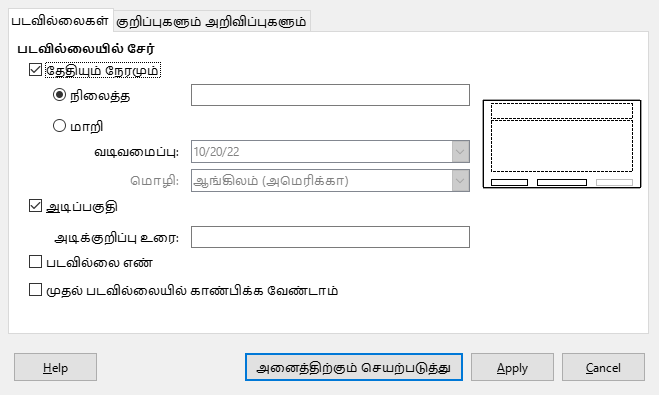 படவில்லைகள் குறிப்புகளும் அறிவிப்புகளும்
படவில்லையில் சேர்
தேதியும் நேரமும்
நிலைத்த
மாறி
வடிவமைப்பு: 10/20/22
மொழி: ஆங்கிலம் (அமெரிக்கா)
அடிப்பகுதி
அடிக்குறிப்பு உரை:
படவில்லை எண்
முதல் படவில்லையில் காண்பிக்க வேண்டாம்
Help அனைத்திற்கும் செயற்படுத்து Apply Cancel